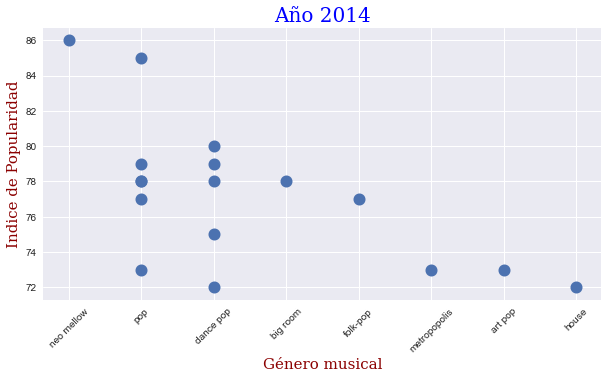 Año 2014
Indice de Popularidad
86
84
82
80
78
76
74
72
neo mellow
pop
dance pop
big room
folk-pop
metropopolis
art pop
house
Género musical